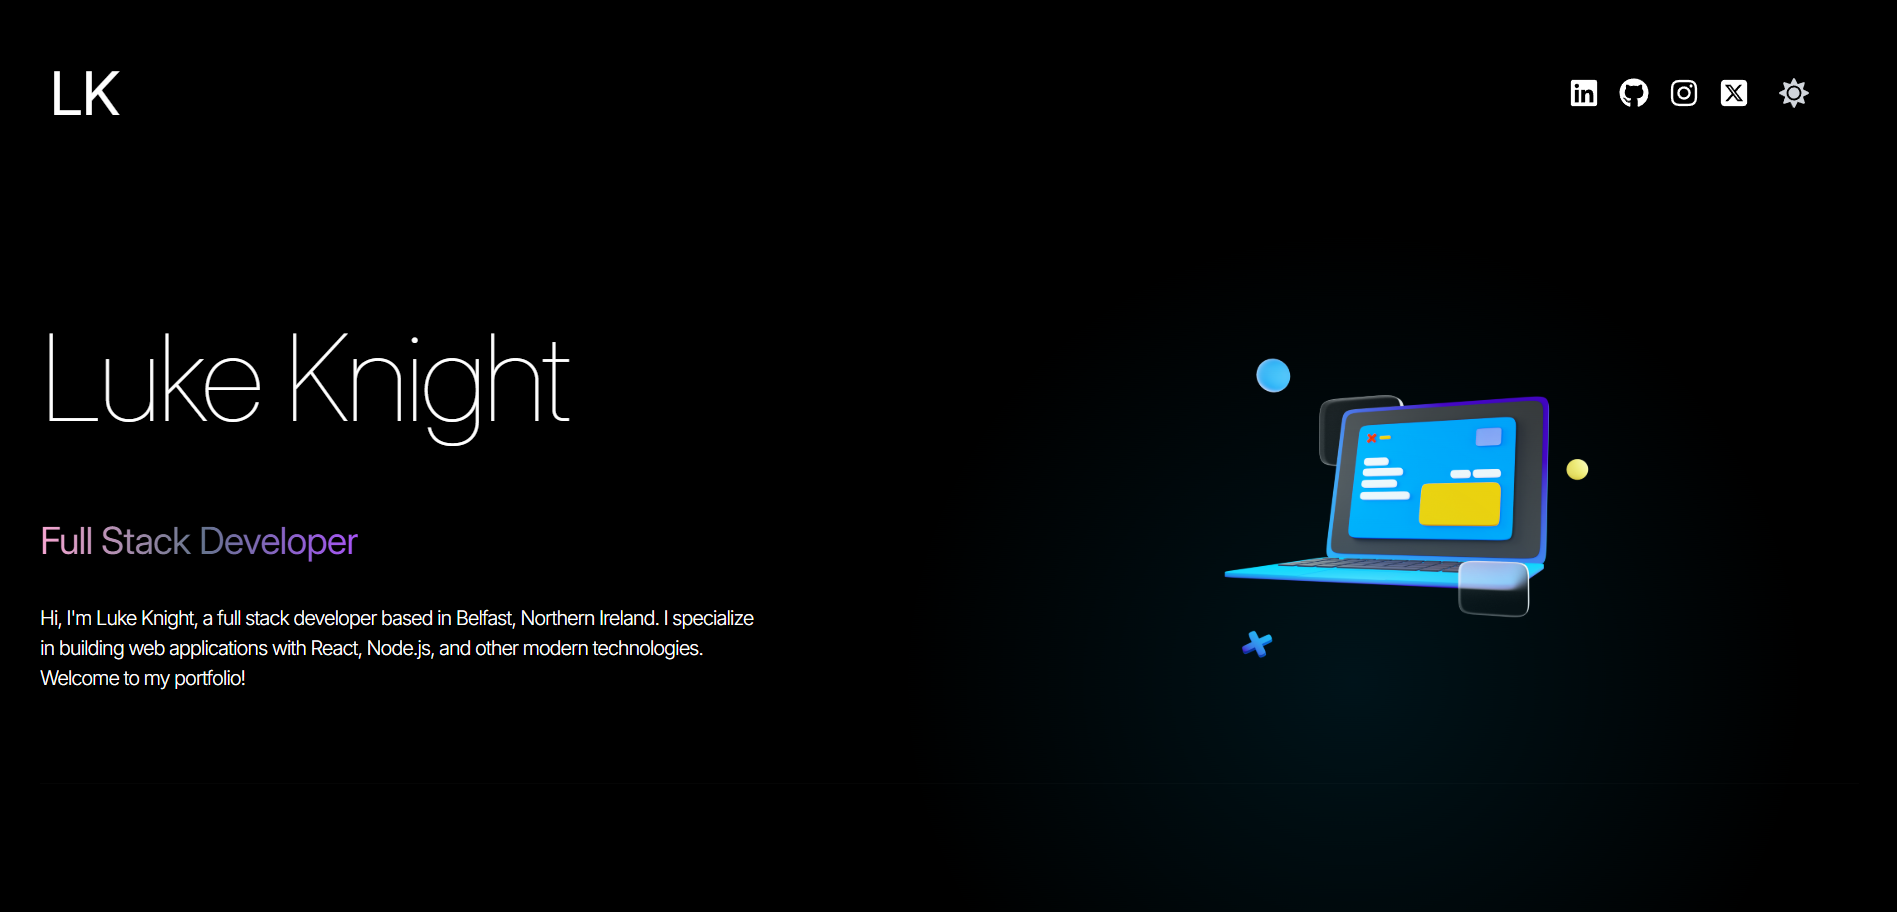 LK
Luke Knight
Full Stack Developer
Hi, I'm Luke Knight, a full stack developer based in Belfast, Northern Ireland. I specialize
in building web applications with React, Node.js, and other modern technologies.
Welcome to my portfolio!